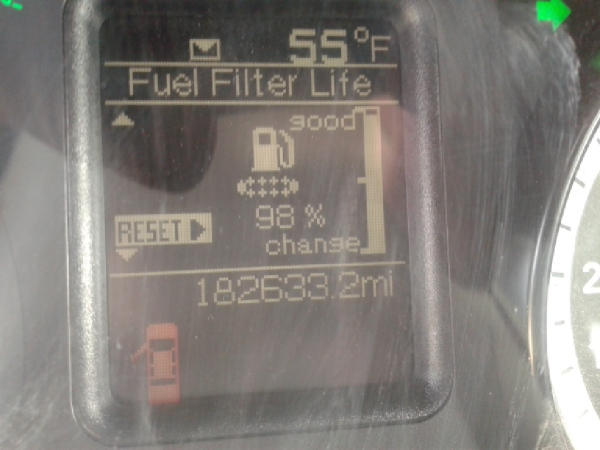 55°F
Fuel Filter Life
good
98 %
RESET
change
182633.2mi
2